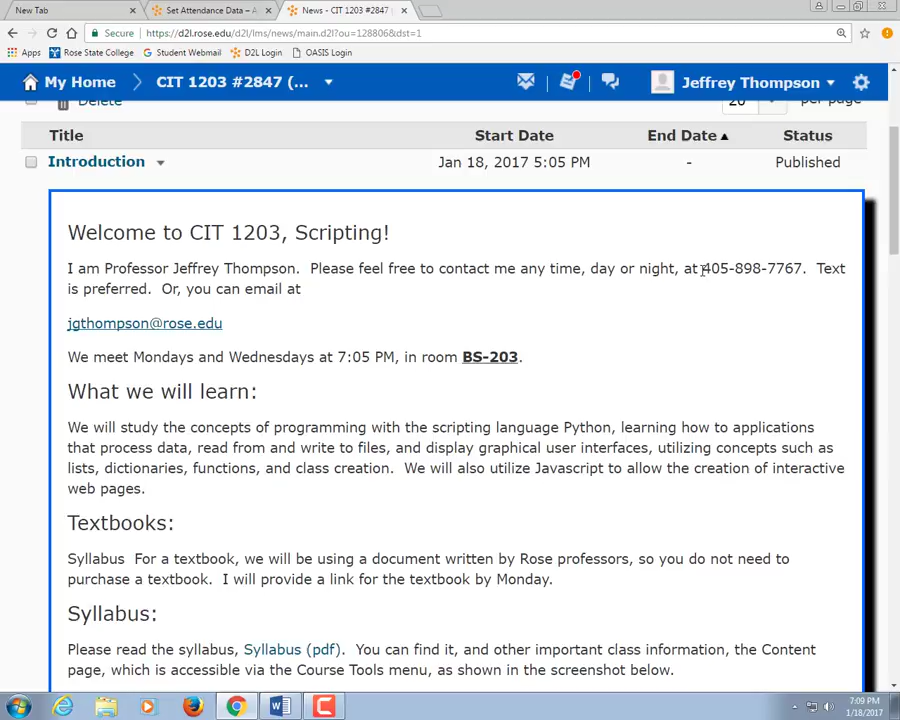 New Tab
Set Attendance Data - A
News - CIT 1203 #2847
Secure
https://d2l.rose.edu/d2l/lms/news/main.d2l?ou=128806&dst=1
Apps
Rose State College
Student Webmail
D2L Login
OASIS Login
My Home
CIT 1203 #2847 (...
Jeffrey Thompson
Delete
20
per page
Title
Start Date
End Date
Status
Introduction
Jan 18, 2017 5:05 PM
-
Published
Welcome to CIT 1203, Scripting!
I am Professor Jeffrey Thompson.  Please feel free to contact me any time, day or night, at 405-898-7767.  Text
is preferred.  Or, you can email at
jgthompson@rose.edu
We meet Mondays and Wednesdays at 7:05 PM, in room BS-203.
What we will learn:
We will study the concepts of programming with the scripting language Python, learning how to applications
that process data, read from and write to files, and display graphical user interfaces, utilizing concepts such as
lists, dictionaries, functions, and class creation.  We will also utilize Javascript to allow the creation of interactive
web pages.
Textbooks:
Syllabus  For a textbook, we will be using a document written by Rose professors, so you do not need to
purchase a textbook.  I will provide a link for the textbook by Monday.
Syllabus:
Please read the syllabus, Syllabus (pdf).  You can find it, and other important class information, the Content
page, which is accessible via the Course Tools menu, as shown in the screenshot below.
7:09 PM
1/18/2017